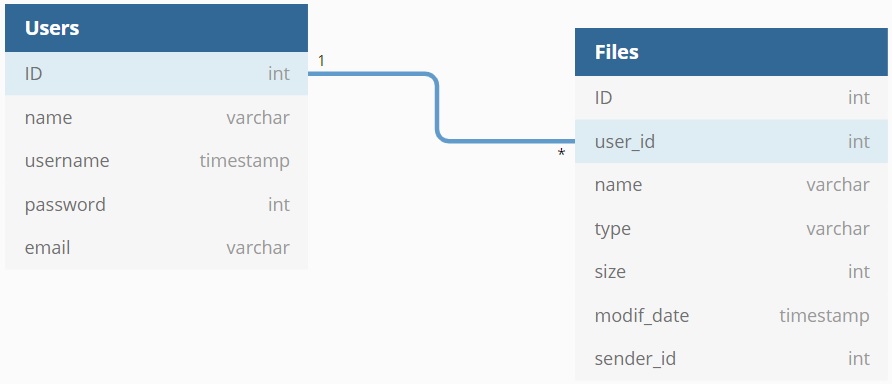 Users
ID int
name varchar
username timestamp
password int
email varchar
1
*
Files
ID int
user_id int
name varchar
type varchar
size int
modif_date timestamp
sender_id int